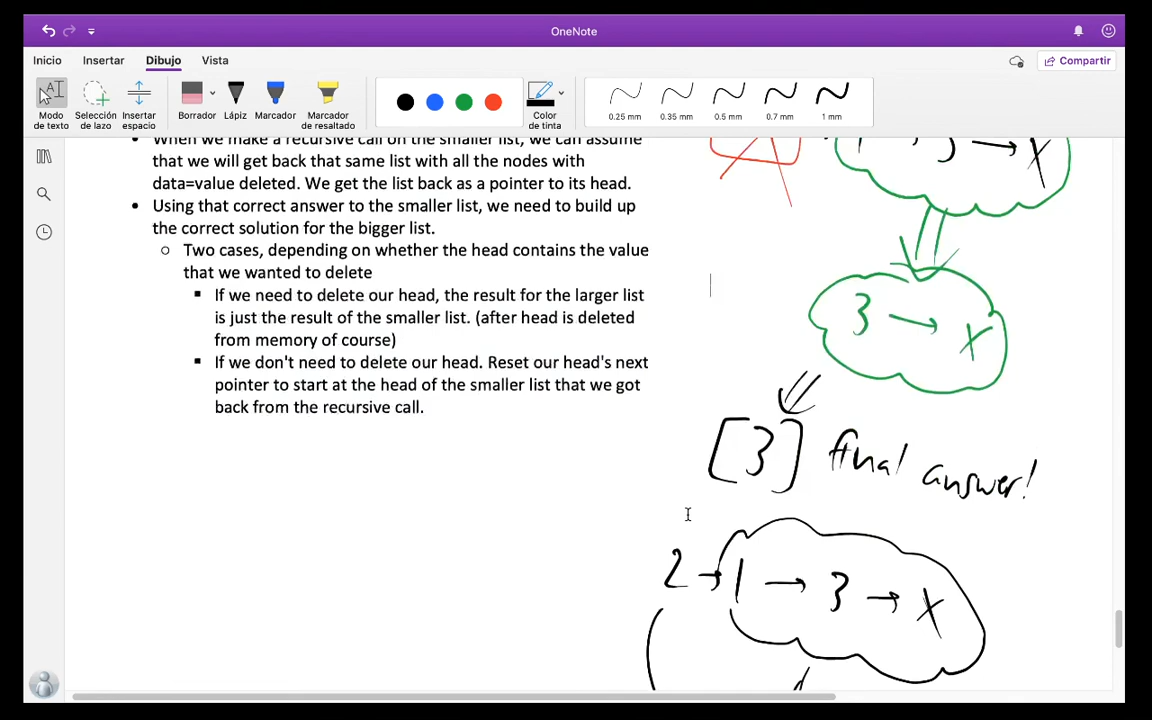 OneNote
Inicio Insertar Dibujo Vista
Compartir
Modo de texto
Selección de lazo
Insertar espacio
Borrador
Lápiz
Marcador
Marcador de resaltado
Color de tinta
0.25 mm 0.35 mm 0.5 mm 0.7 mm 1 mm
When we make a recursive call on the smaller list, we can assume
that we will get back that same list with all the nodes with
data=value deleted. We get the list back as a pointer to its head.
Using that correct answer to the smaller list, we need to build up
the correct solution for the bigger list.
Two cases, depending on whether the head contains the value
that we wanted to delete
If we need to delete our head, the result for the larger list
is just the result of the smaller list. (after head is deleted
from memory of course)
If we don't need to delete our head. Reset our head's next
pointer to start at the head of the smaller list that we got
back from the recursive call.
→ X
3 → X
[3] final answer!
2 → 1 → 3 → X